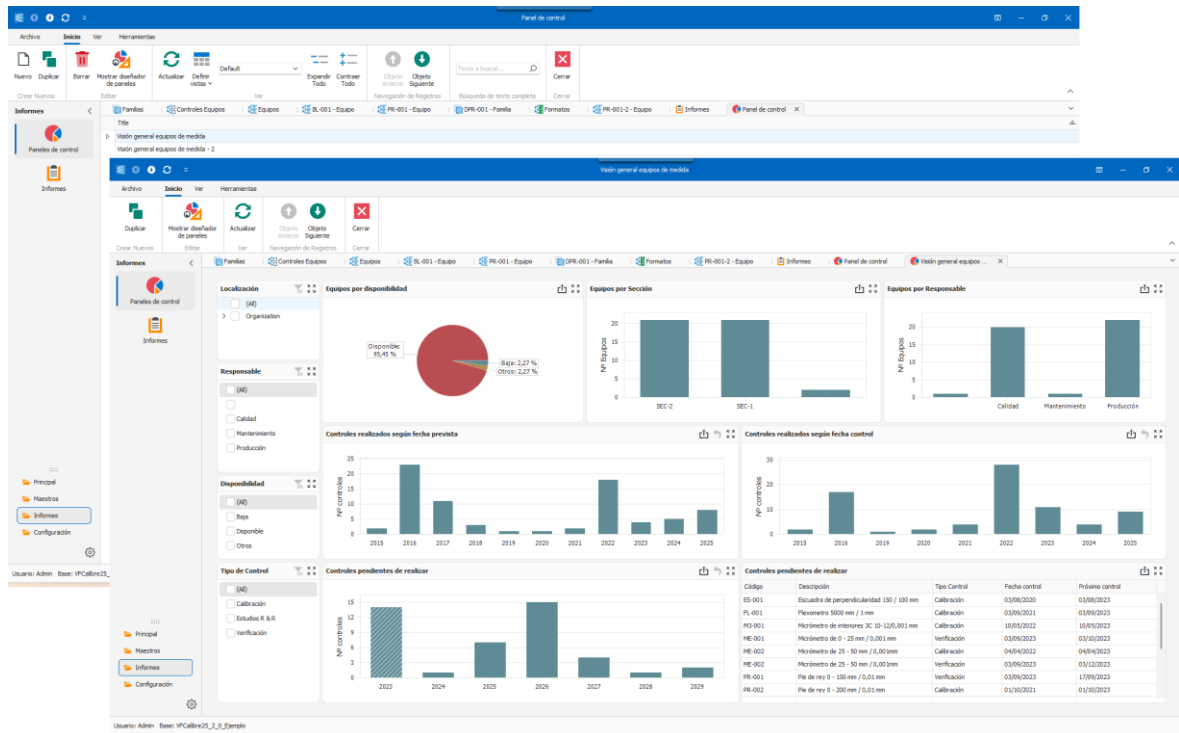 Panel de control
Archivo Inicio Ver Herramientas
Nuevo Duplicar Borrar Mostrar diseñador de paneles Actualizar Definir vistas Default Expandir Todo Contraer Todo Objeto Anterior Objeto Siguiente Texto a buscar... Cerrar
Crear Nuevos Editar Ver Navegación de Registros Búsqueda de texto completo Cerrar
Informes Familias Controles Equipos Equipos BL-001 - Equipo PR-001 - Equipo DPR-001 - Familia Formatos PR-001-2 - Equipo Informes Panel de control
Title
Visión general equipos de medida
Visión general equipos de medida - 2
Paneles de control
Informes
Principal
Maestros
Informes
Configuración
Usuario: Admin Base: VPCalibre25_
Visión general equipos de medida
Archivo Inicio Ver Herramientas
Duplicar Mostrar diseñador de paneles Actualizar Objeto Anterior Objeto Siguiente Cerrar
Crear Nuevos Editar Ver Navegación de Registros Cerrar
Informes Familias Controles Equipos Equipos BL-001 - Equipo PR-001 - Equipo DPR-001 - Familia Formatos PR-001-2 - Equipo Informes Panel de control Visión general equipos ...
Paneles de control
Informes
Principal
Maestros
Informes
Configuración
Localización
(All)
Organization
Responsable
(All)
Calidad
Mantenimiento
Producción
Disponibilidad
(All)
Baja
Disponible
Otros
Tipo de Control
(All)
Calibración
Estudios R & R
Verificación
Equipos por disponibilidad
Disponible: 95,45 %
Baja: 2,27 %
Otros: 2,27 %
Equipos por Sección
Nº Equipos
20
15
10
5
0
SEC-2 SEC-1
Equipos por Responsable
Nº Equipos
20
15
10
5
0
Calidad Mantenimiento Producción
Controles realizados según fecha prevista
Nº controles
25
20
15
10
5
0
2015 2016 2017 2018 2019 2020 2021 2022 2023 2024 2025
Controles realizados según fecha control
Nº controles
30
20
10
0
2015 2016 2019 2020 2021 2022 2023 2024 2025
Controles pendientes de realizar
Nº controles
15
12
9
6
3
0
2023 2024 2025 2026 2027 2028 2029
Controles pendientes de realizar
Código Descripción Tipo Control Fecha control Próximo control
ES-001 Escuadra de perpendicularidad 150 / 100 mm Calibración 03/08/2020 03/08/2023
FL-001 Flexometro 5000 mm / 1 mm Calibración 03/09/2021 03/09/2023
M3-001 Micrómetro de interiores 3C 10-12/0,001 mm Calibración 10/05/2022 10/05/2023
ME-001 Micrómetro de 0 - 25 mm / 0,001 mm Verificación 03/09/2023 03/10/2023
ME-002 Micrómetro de 25 - 50 mm / 0,001mm Calibración 04/04/2022 04/04/2023
ME-002 Micrómetro de 25 - 50 mm / 0,001mm Verificación 03/09/2023 03/12/2023
PR-001 Pie de rey 0 - 150 mm / 0,01 mm Verificación 03/09/2023 17/09/2023
PR-002 Pie de rey 0 - 200 mm / 0,01 mm Calibración 01/10/2021 01/10/2023
Usuario: Admin Base: VPCalibre25_2_0_Ejemplo